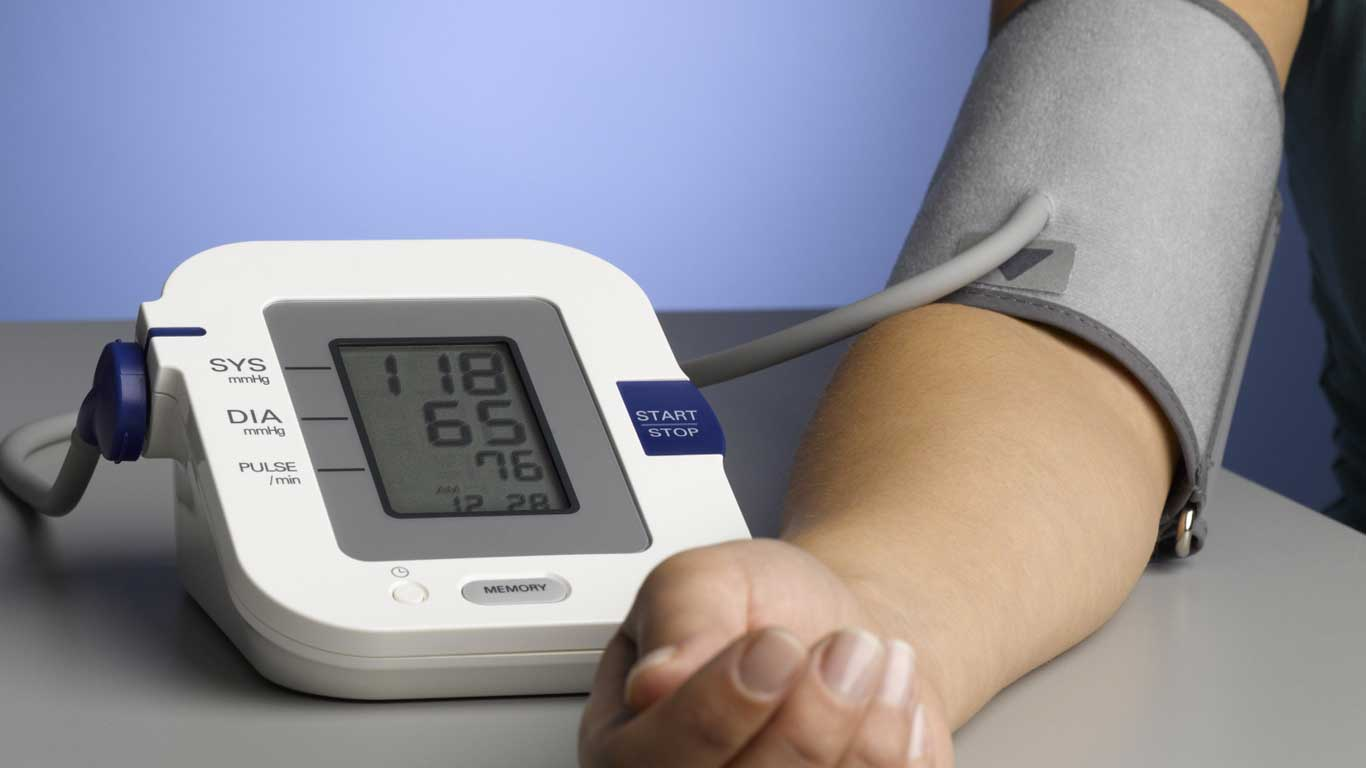 SYS
mmHg
118
DIA
mmHg
65
PULSE
/min
76
AM
12 28
START
STOP
MEMORY